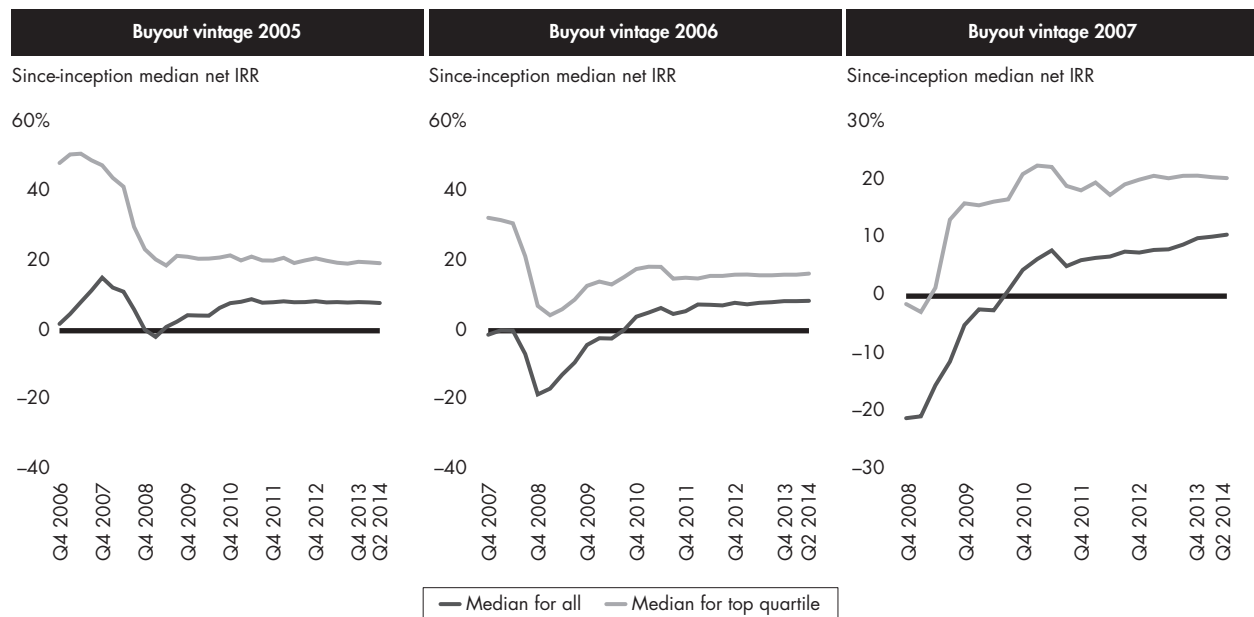 Buyout vintage 2005
Since-inception median net IRR
60%
40
20
0
–20
–40
Q4 2006
Q4 2007
Q4 2008
Q4 2009
Q4 2010
Q4 2011
Q4 2012
Q4 2013
Q2 2014
Buyout vintage 2006
Since-inception median net IRR
60%
40
20
0
–20
–40
Q4 2007
Q4 2008
Q4 2009
Q4 2010
Q4 2011
Q4 2012
Q4 2013
Q2 2014
Buyout vintage 2007
Since-inception median net IRR
30%
20
10
0
–10
–20
–30
Q4 2008
Q4 2009
Q4 2010
Q4 2011
Q4 2012
Q4 2013
Q2 2014
Median for all
Median for top quartile